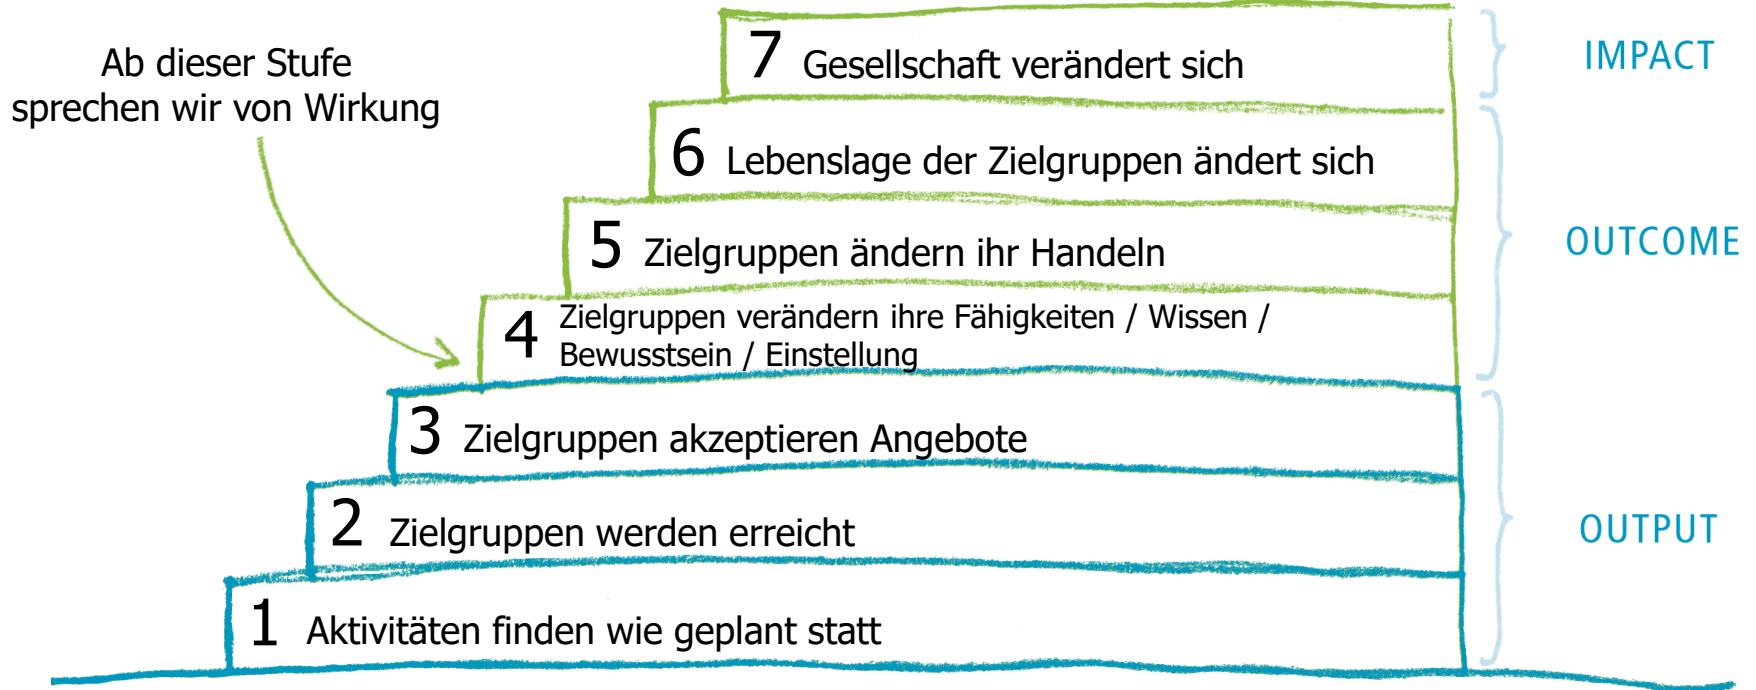 Ab dieser Stufe
sprechen wir von Wirkung
7 Gesellschaft verändert sich
IMPACT
6 Lebenslage der Zielgruppen ändert sich
5 Zielgruppen ändern ihr Handeln
OUTCOME
4 Zielgruppen verändern ihre Fähigkeiten / Wissen /
Bewusstsein / Einstellung
3 Zielgruppen akzeptieren Angebote
2 Zielgruppen werden erreicht
OUTPUT
1 Aktivitäten finden wie geplant statt